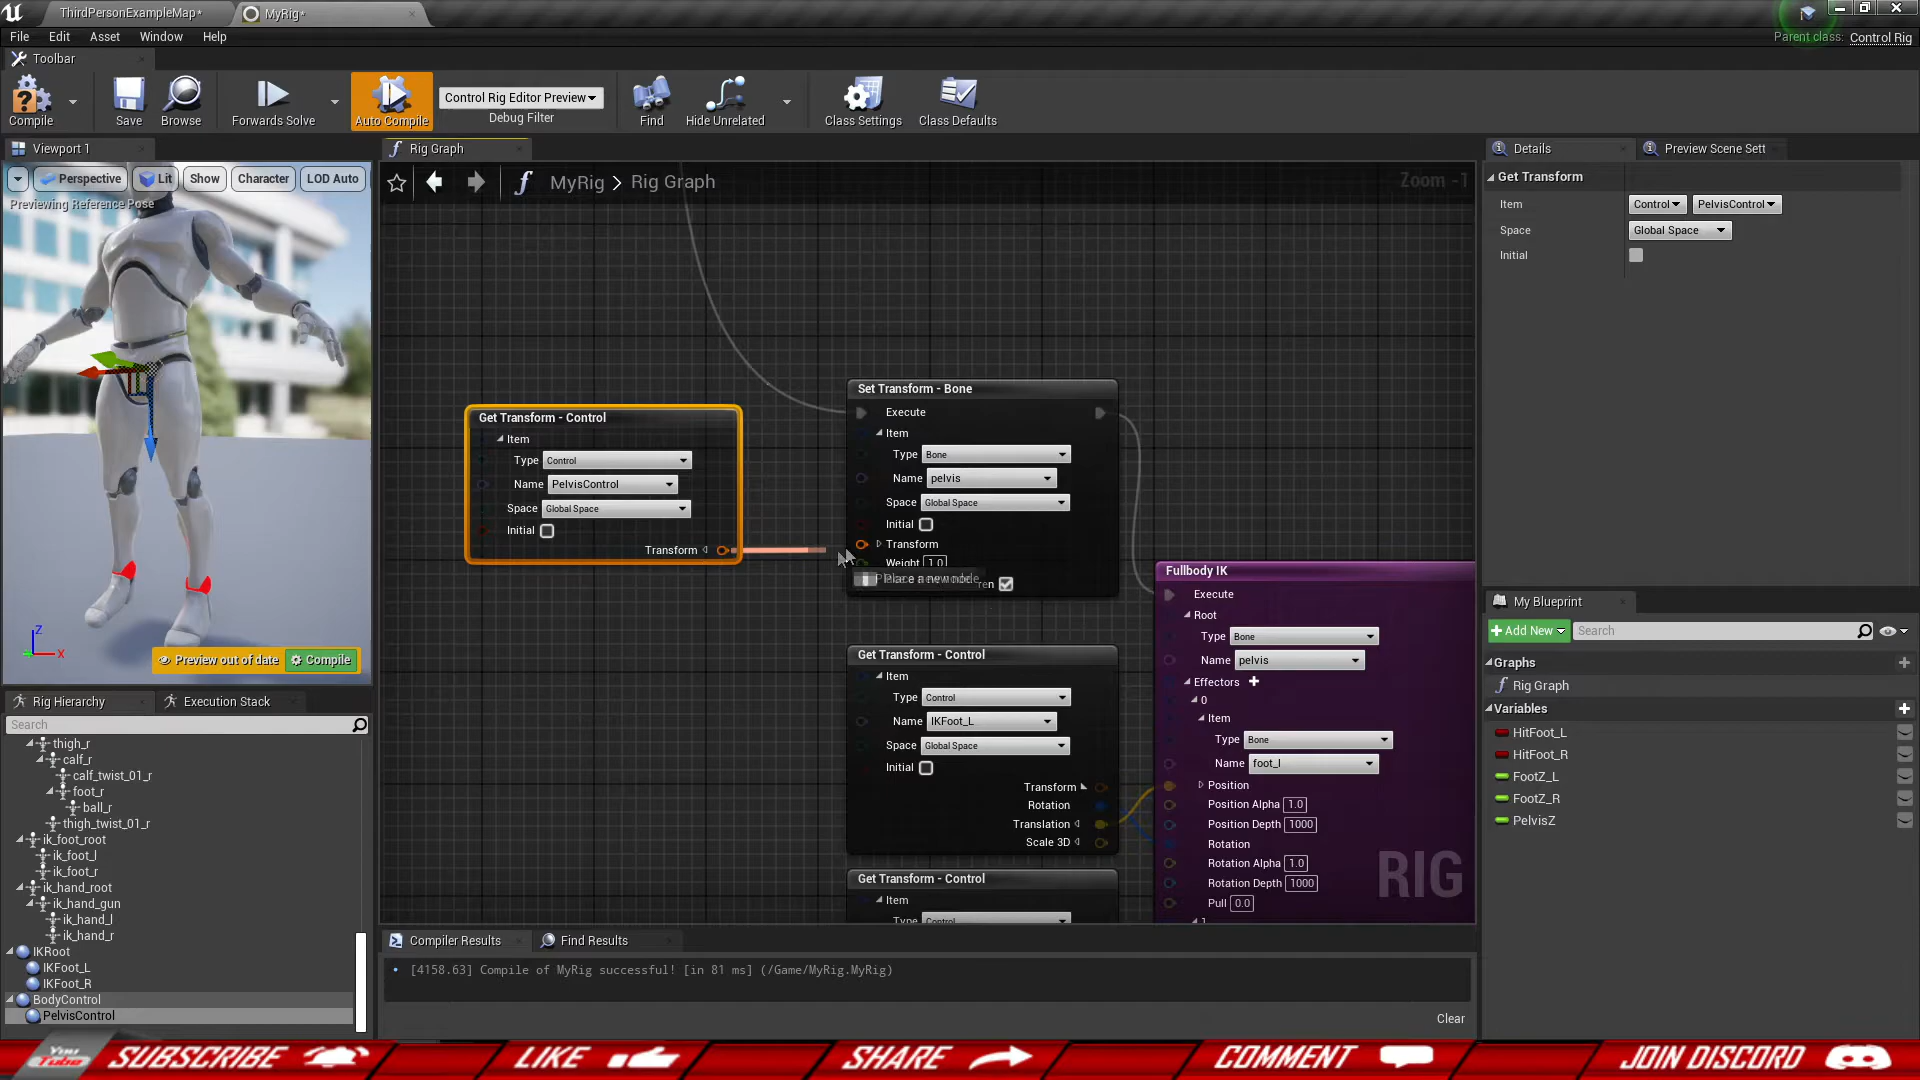 ThirdPersonExampleMap*
MyRig*
File Edit Asset Window Help
Parent class: Control Rig
Toolbar
Compile
Save
Browse
Forwards Solve
Auto Compile
Control Rig Editor Preview
Debug Filter
Find
Hide Unrelated
Class Settings
Class Defaults
Viewport 1
Perspective Lit Show Character LOD Auto
Previewing Reference Pose
Z
X
Preview out of date Compile
Rig Hierarchy
Execution Stack
Search
thigh_r
calf_r
calf_twist_01_r
foot_r
ball_r
thigh_twist_01_r
ik_foot_root
ik_foot_l
ik_foot_r
ik_hand_root
ik_hand_gun
ik_hand_l
ik_hand_r
IKRoot
IKFoot_L
IKFoot_R
BodyControl
PelvisControl
Rig Graph
MyRig > Rig Graph
Zoom -1
Get Transform - Control
Item
Type Control
Name PelvisControl
Space Global Space
Initial
Transform
Set Transform - Bone
Execute
Item
Type Bone
Name pelvis
Space Global Space
Initial
Transform
Weight 1.0
Place a new node.
ren
Get Transform - Control
Item
Type Control
Name IKFoot_L
Space Global Space
Initial
Transform
Rotation
Translation
Scale 3D
Get Transform - Control
Item
Type Control
Fullbody IK
Execute
Root
Type Bone
Name pelvis
Effectors
0
Item
Type Bone
Name foot_l
Position
Position Alpha 1.0
Position Depth 1000
Rotation
Rotation Alpha 1.0
Rotation Depth 1000
Pull 0.0
1
RIG
Compiler Results
Find Results
[4158.63] Compile of MyRig successful! [in 81 ms] (/Game/MyRig.MyRig)
Clear
Details
Preview Scene Sett
Get Transform
Item Control PelvisControl
Space Global Space
Initial
My Blueprint
Add New Search
Graphs
Rig Graph
Variables
HitFoot_L
HitFoot_R
FootZ_L
FootZ_R
PelvisZ
You Tube SUBSCRIBE LIKE SHARE COMMENT JOIN DISCORD